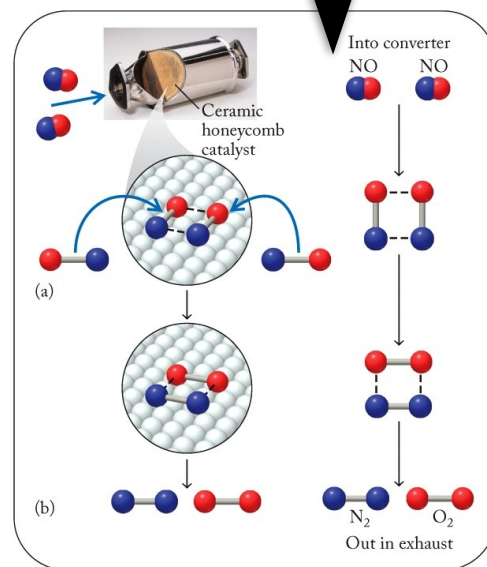 Into converter
NO NO
Ceramic
honeycomb
catalyst
(a)
(b)
N₂ O₂
Out in exhaust